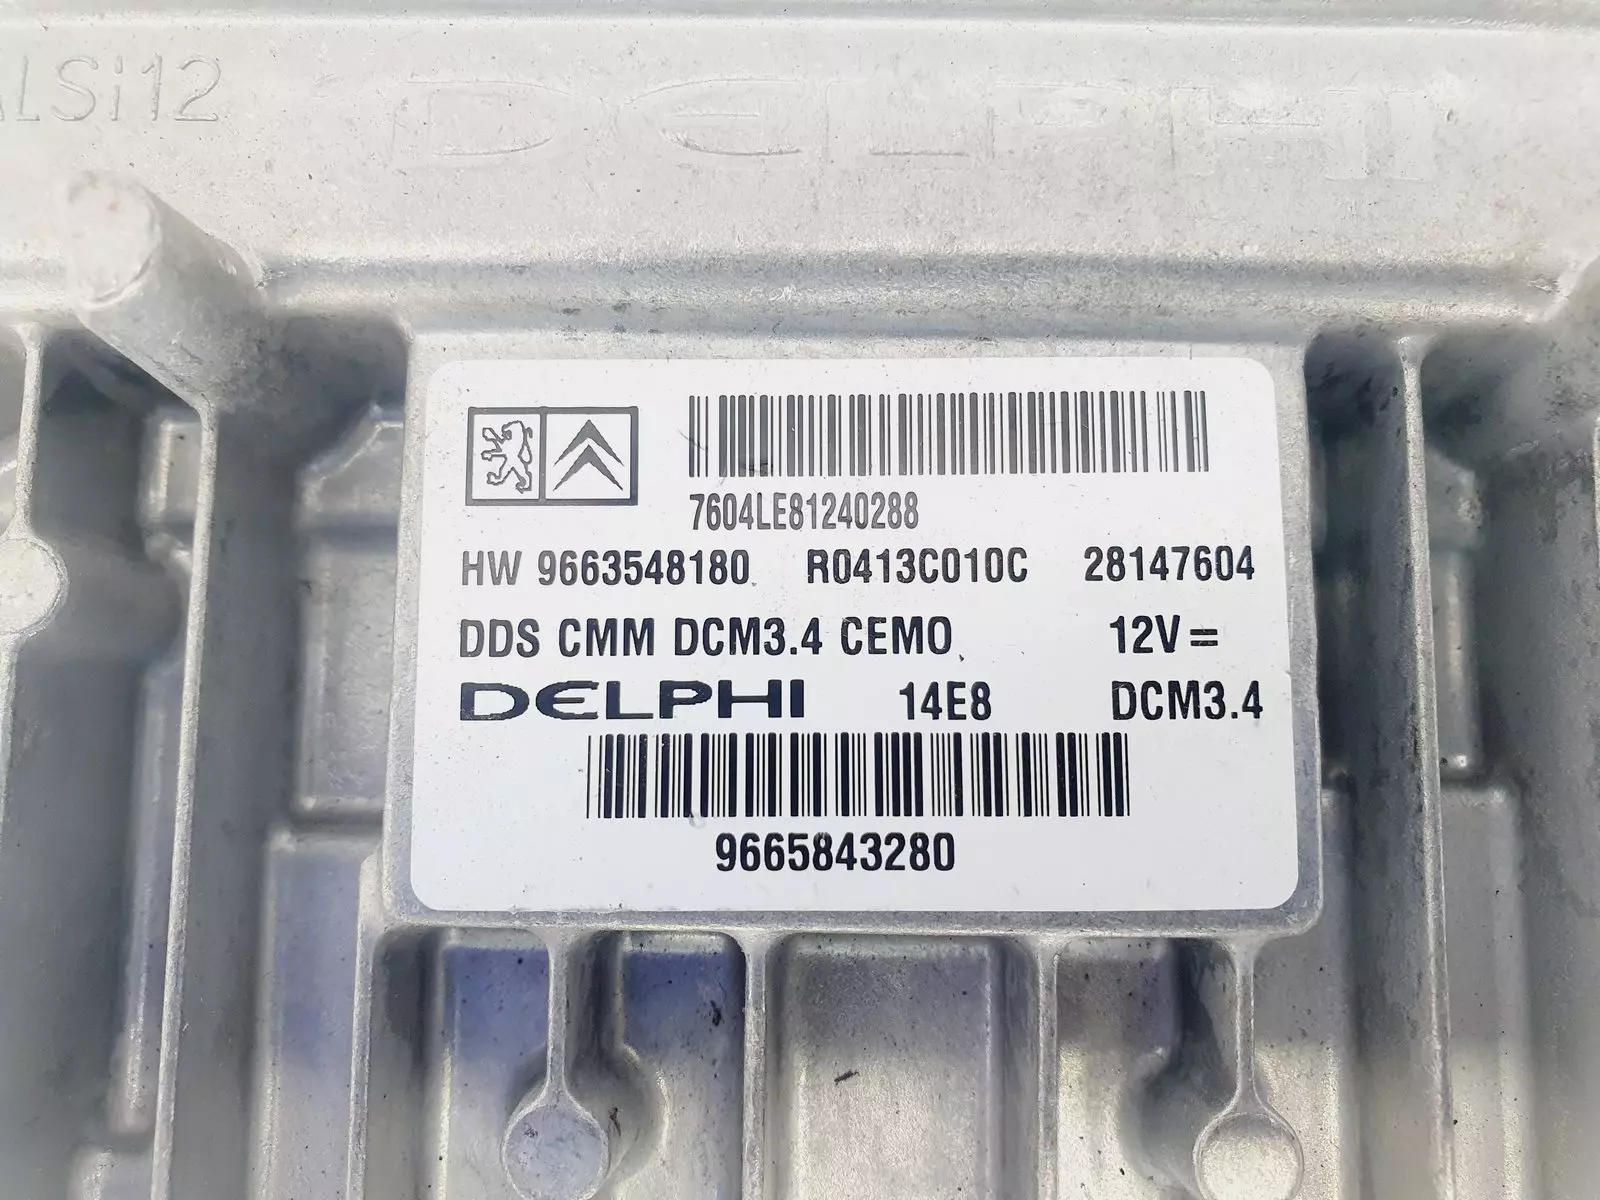 ALSi12
DELPHI
7604LE81240288
HW 9663548180 R0413C010C 28147604
DDS CMM DCM3.4 CEMO 12V=
DELPHI 14E8 DCM3.4
9665843280